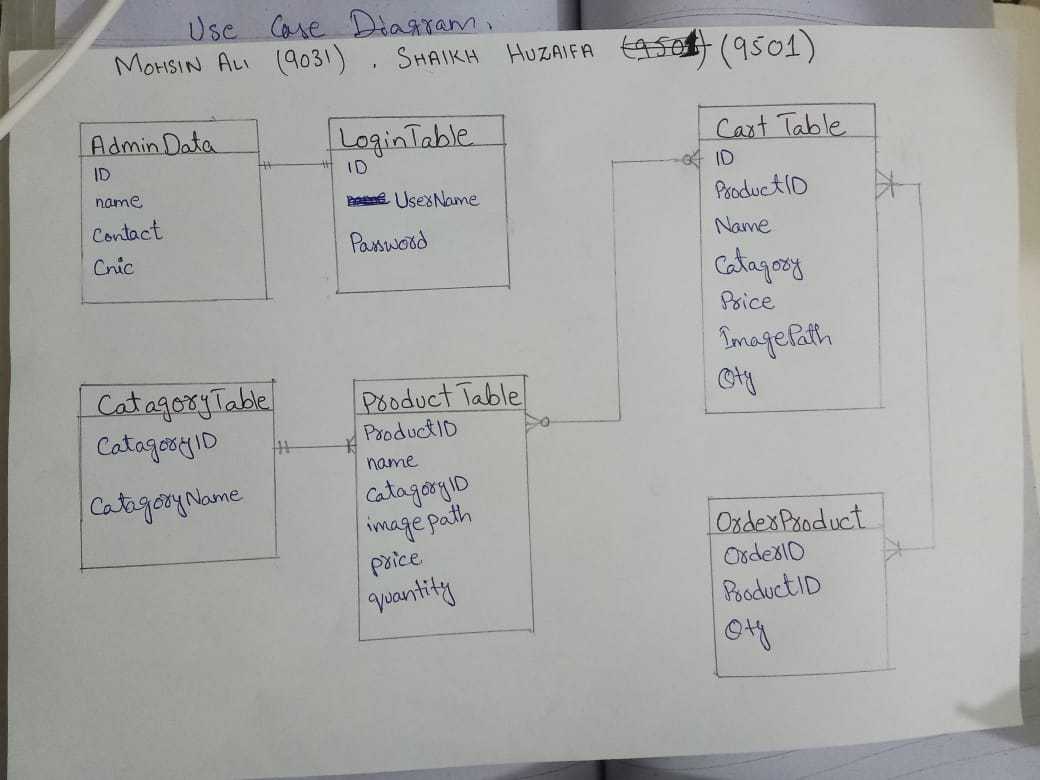 Use Case Diagram.
MOHSIN ALI (9031) . SHAIKH HUZAIFA (9501) (9501)
Admin Data
ID
name
Contact
Cnic
LoginTable
ID
name UserName
Password
Cart Table
ID
ProductID
Name
Catagory
Price
ImagePath
Qty
CatagoryTable
CatagoryID
CatagoryName
Product Table
ProductID
name
CatagoryID
image path
price
quantity
OrderProduct
OrderID
ProductID
Qty